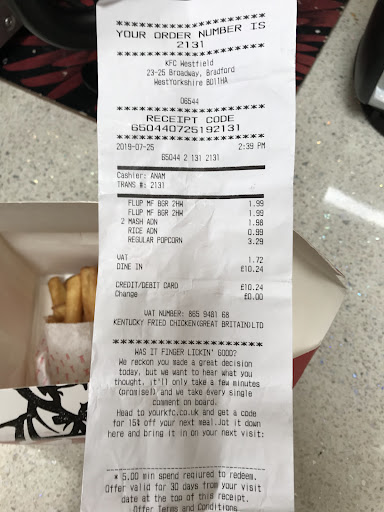 *********************
YOUR ORDER NUMBER IS
2131
*********************
KFC Westfield
23-25 Broadway, Bradford
WestYorkshire BD11HA
06544
*********************
RECEIPT CODE
650440725192131
*********************
2019-07-25 2:39 PM
65044 2 131 2131
Cashier: ANAM
TRANS #: 2131
FLUP MF BGR 2HW 1.99
FLUP MF BGR 2HW 1.99
2 MASH ADN 1.98
RICE ADN 0.99
REGULAR POPCORN 3.29
VAT 1.72
DINE IN £10.24
CREDIT/DEBIT CARD £10.24
Change £0.00
VAT NUMBER: 865 9481 68
KENTUCKY FRIED CHICKEN(GREAT BRITAIN)LTD
*********************
WAS IT FINGER LICKIN' GOOD?
We reckon you made a great decision
today, but we want to hear what you
thought, it'll only take a few minutes
(promise!) and we take every single
comment on board.
Head to yourkfc.co.uk and get a code
for 15% off your next meal.Jot it down
here and bring it in on your next visit:
* 5.00 min spend required to redeem.
Offer valid for 30 days from your visit
date at the top of this receipt.
Offer Terms and Conditions